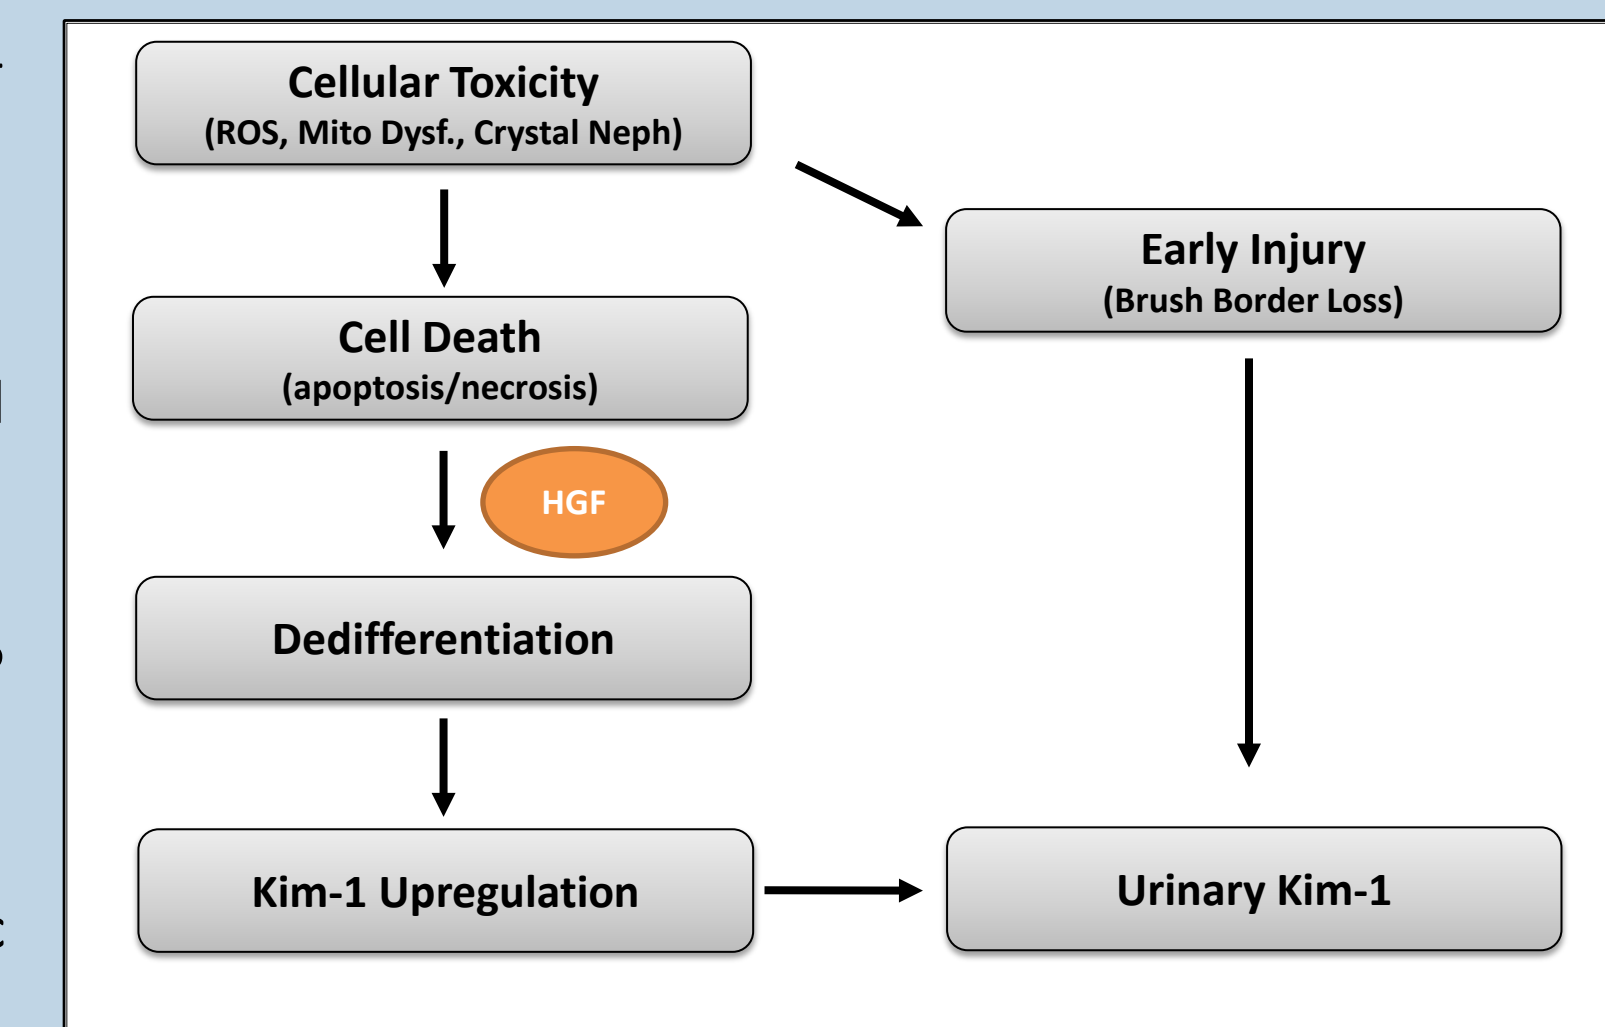 Cellular Toxicity
(ROS, Mito Dysf., Crystal Neph)
Early Injury
(Brush Border Loss)
Cell Death
(apoptosis/necrosis)
HGF
Dedifferentiation
Kim-1 Upregulation
Urinary Kim-1